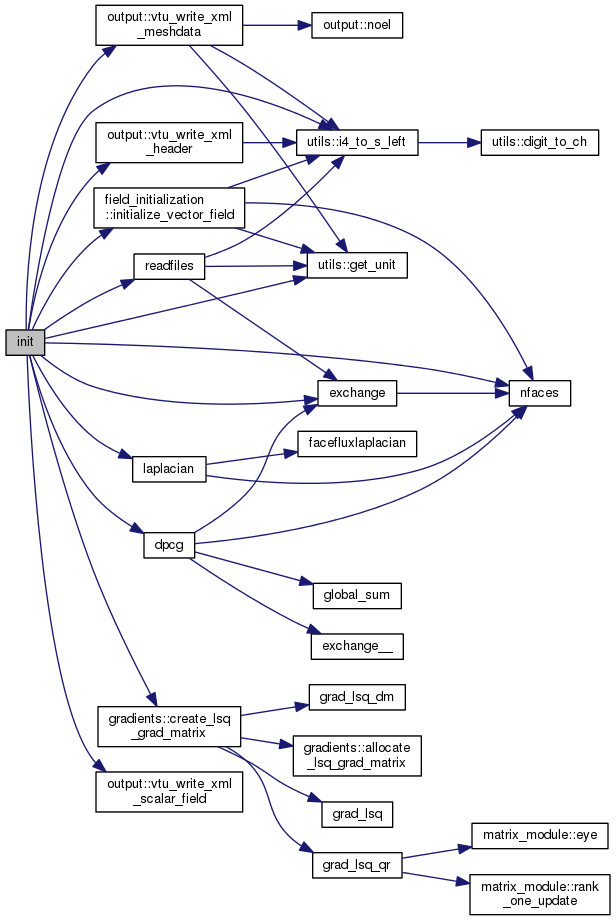 output::vtu_write_xml
_meshdata
output::noel
output::vtu_write_xml
_header
utils::i4_to_s_left
utils::digit_to_ch
field_initialization
::initialize_vector_field
readfiles
utils::get_unit
init
exchange
nfaces
facefluxlaplacian
laplacian
dpcg
global_sum
exchange__
grad_lsq_dm
gradients::create_lsq
_grad_matrix
gradients::allocate
_lsq_grad_matrix
output::vtu_write_xml
_scalar_field
grad_lsq
grad_lsq_qr
matrix_module::eye
matrix_module::rank
_one_update